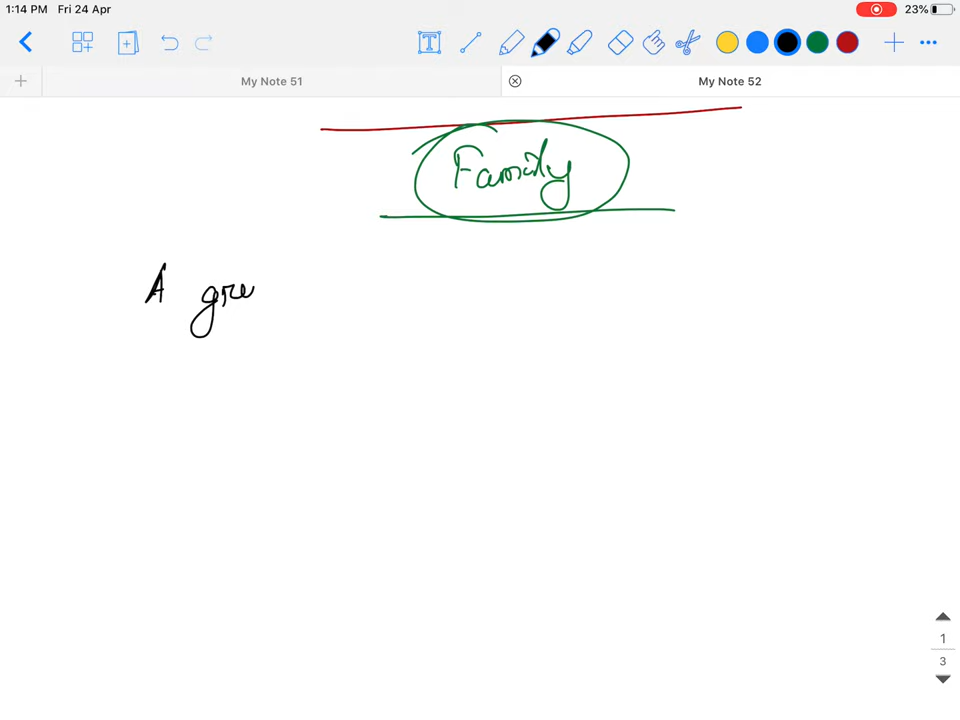 1:14 PM Fri 24 Apr 23%
T
My Note 51 My Note 52
Family
A gre
1
3